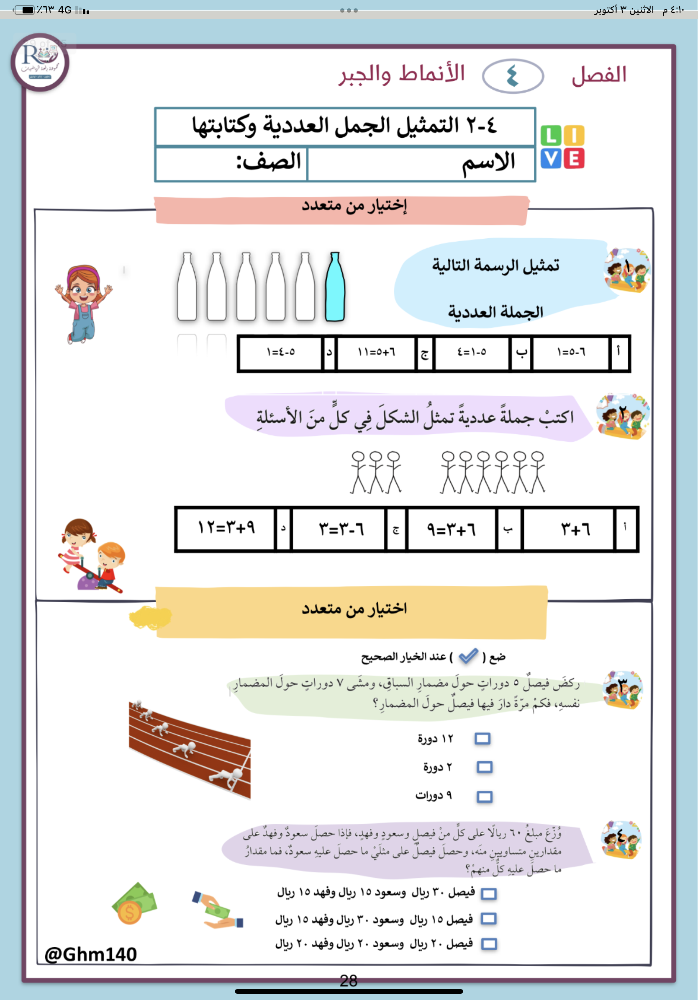 ٤:١٠ م الاثنين ٣ أكتوبر
٪٦٣ 4G
الفصل ٤ الأنماط والجبر
مجموعة رفعة الرياضيات
٤-٢ التمثيل الجمل العددية وكتابتها
LIVE
الاسم
الصف:
إختيار من متعدد
١
تمثيل الرسمة التالية
الجملة العددية
أ ٦-٥=١ ب ٥-١=٤ ج ٦+٥=١١ د ٥-٤=١
٢
اكتبْ جملةً عدديةً تمثلُ الشكلَ فِي كلٍّ منَ الأسئلةِ
أ ٦+٣ ب ٦+٣=٩ ج ٦-٣=٣ د ٩+٣=١٢
اختيار من متعدد
ضع ( ✓ ) عند الخيار الصحيح
٣
ركضَ فيصلٌ ٥ دوراتٍ حولَ مضمارِ السباقِ، ومشَى ٧ دوراتٍ حولَ المضمارِ
نفسهِ، فكمْ مرّةً دارَ فيها فيصلٌ حولَ المضمارِ؟
١٢ دورة
٢ دورة
٩ دورات
٤
وُزِّعَ مبلغُ ٦٠ ريالًا على كلٍّ منْ فيصلٍ وسعودٍ وفهدٍ، فإذا حصلَ سعودٌ وفهدٌ على
مقدارينِ متساويينِ منَه، وحصلَ فيصلٌ على مثلَيْ ما حصلَ عليهِ سعودٌ، فما مقدارُ
ما حصلَ عليهِ كلٌّ منهمْ؟
فيصل ٣٠ ريال وسعود ١٥ ريال وفهد ١٥ ريال
فيصل ١٥ ريال وسعود ٣٠ ريال وفهد ١٥ ريال
فيصل ٢٠ ريال وسعود ٢٠ ريال وفهد ٢٠ ريال
@Ghm140
28